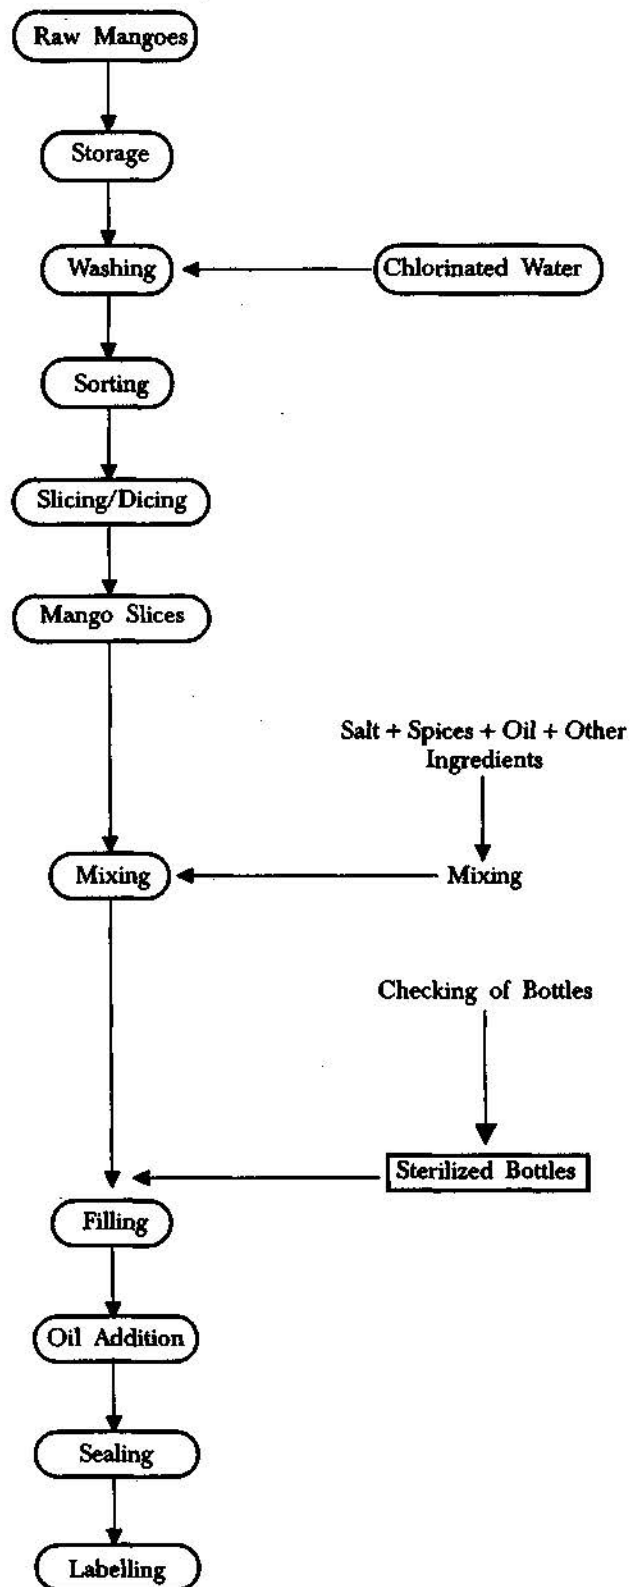 Raw Mangoes
Storage
Washing
Chlorinated Water
Sorting
Slicing/Dicing
Mango Slices
Salt + Spices + Oil + Other
Ingredients
Mixing
Mixing
Checking of Bottles
Sterilized Bottles
Filling
Oil Addition
Sealing
Labelling